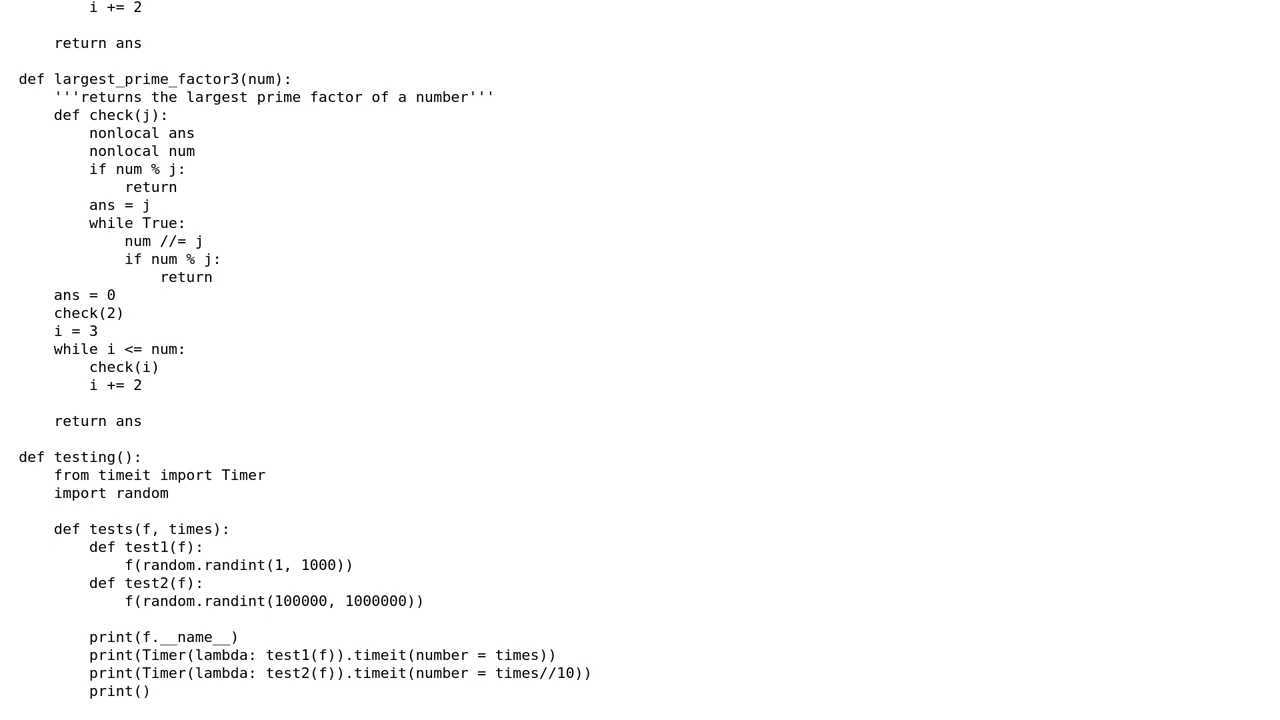 i += 2

    return ans

def largest_prime_factor3(num):
    '''returns the largest prime factor of a number'''
    def check(j):
        nonlocal ans
        nonlocal num
        if num % j:
            return
        ans = j
        while True:
            num //= j
            if num % j:
                return
    ans = 0
    check(2)
    i = 3
    while i <= num:
        check(i)
        i += 2

    return ans

def testing():
    from timeit import Timer
    import random

    def tests(f, times):
        def test1(f):
            f(random.randint(1, 1000))
        def test2(f):
            f(random.randint(100000, 1000000))

        print(f.__name__)
        print(Timer(lambda: test1(f)).timeit(number = times))
        print(Timer(lambda: test2(f)).timeit(number = times//10))
        print()